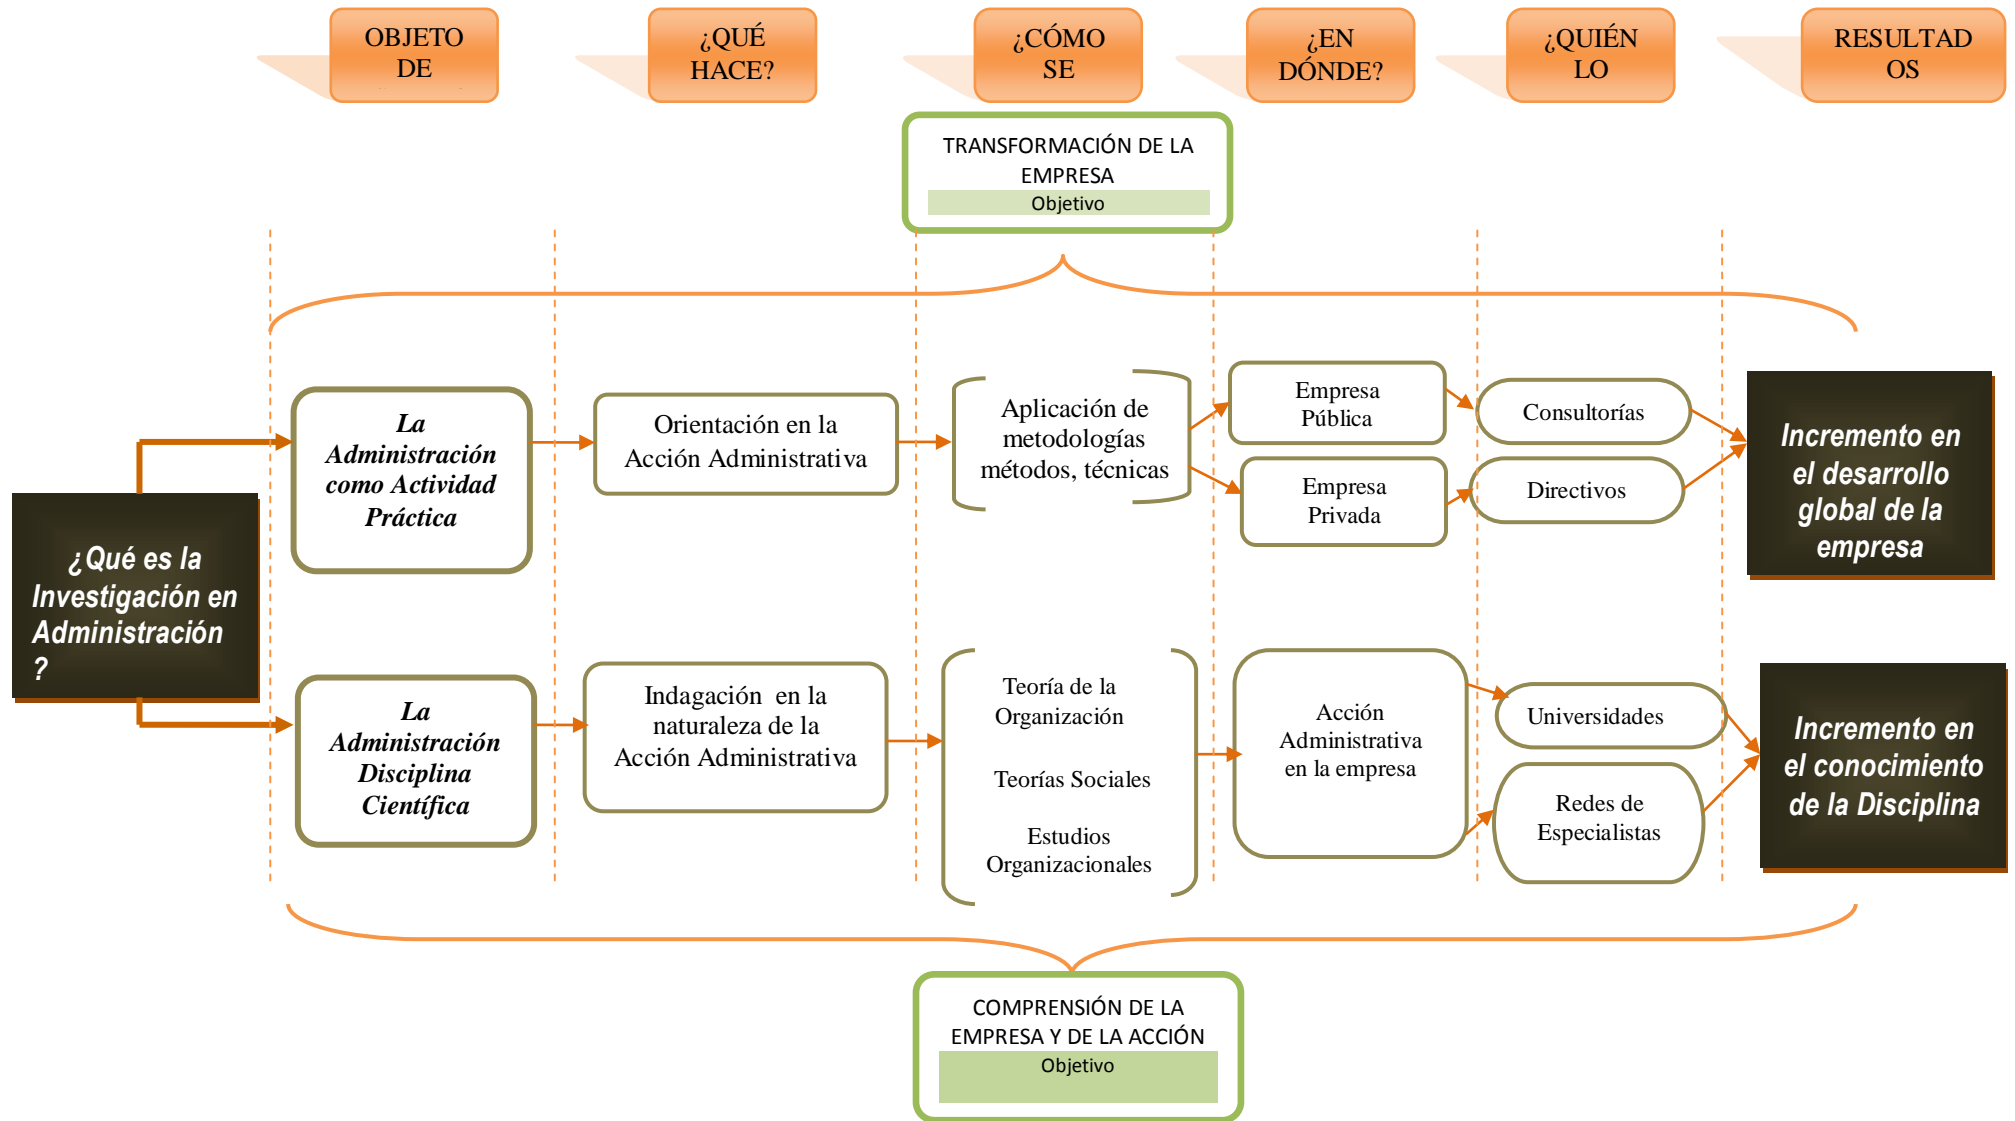 OBJETO
DE
¿QUÉ
HACE?
¿CÓMO
SE
¿EN
DÓNDE?
¿QUIÉN
LO
RESULTAD
OS
TRANSFORMACIÓN DE LA
EMPRESA
Objetivo
¿Qué es la
Investigación en
Administración
?
La
Administración
como Actividad
Práctica
Orientación en la
Acción Administrativa
Aplicación de
metodologías
métodos, técnicas
Empresa
Pública
Empresa
Privada
Consultorías
Directivos
Incremento en
el desarrollo
global de la
empresa
La
Administración
Disciplina
Científica
Indagación en la
naturaleza de la
Acción Administrativa
Teoría de la
Organización
Teorías Sociales
Estudios
Organizacionales
Acción
Administrativa
en la empresa
Universidades
Redes de
Especialistas
Incremento en
el conocimiento
de la Disciplina
COMPRENSIÓN DE LA
EMPRESA Y DE LA ACCIÓN
Objetivo